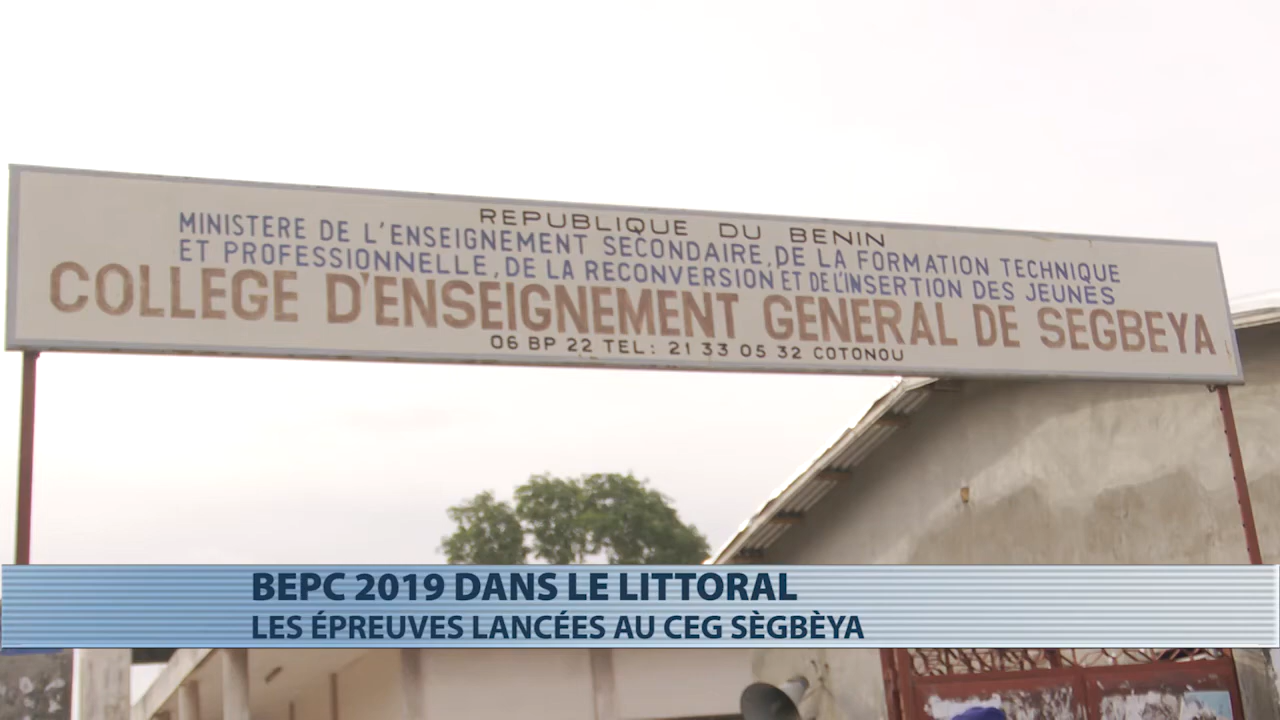 REPUBLIQUE DU BENIN
MINISTERE DE L'ENSEIGNEMENT SECONDAIRE, DE LA FORMATION TECHNIQUE
ET PROFESSIONNELLE, DE LA RECONVERSION ET DE L'INSERTION DES JEUNES
COLLEGE D'ENSEIGNEMENT GENERAL DE SEGBEYA
06 BP 22 TEL: 21 33 05 32 COTONOU
BEPC 2019 DANS LE LITTORAL
LES ÉPREUVES LANCÉES AU CEG SÈGBÈYA